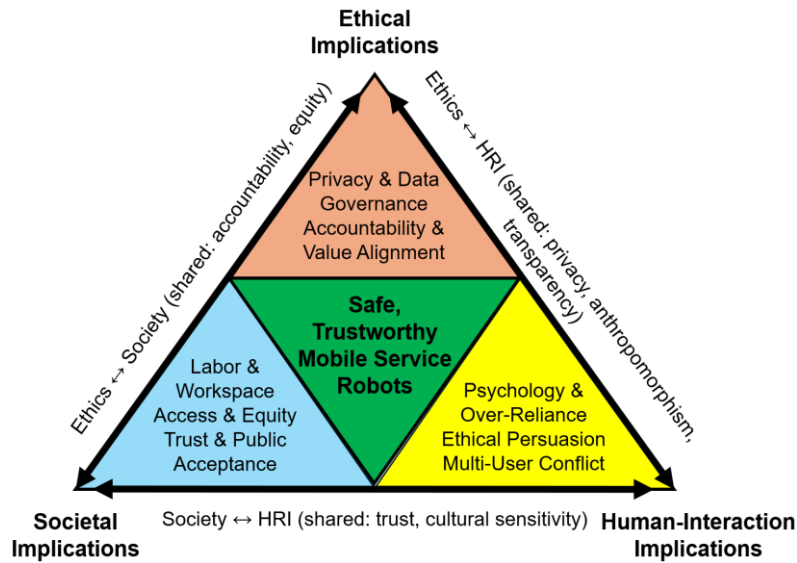 Ethical
Implications
Ethics ↔ Society (shared: accountability, equity)
Ethics ↔ HRI (shared: privacy, anthropomorphism,
transparency)
Privacy & Data
Governance
Accountability &
Value Alignment
Safe,
Trustworthy
Mobile Service
Robots
Labor &
Workspace
Access & Equity
Trust & Public
Acceptance
Psychology &
Over-Reliance
Ethical Persuasion
Multi-User Conflict
Societal
Implications
Society ↔ HRI (shared: trust, cultural sensitivity)
Human-Interaction
Implications